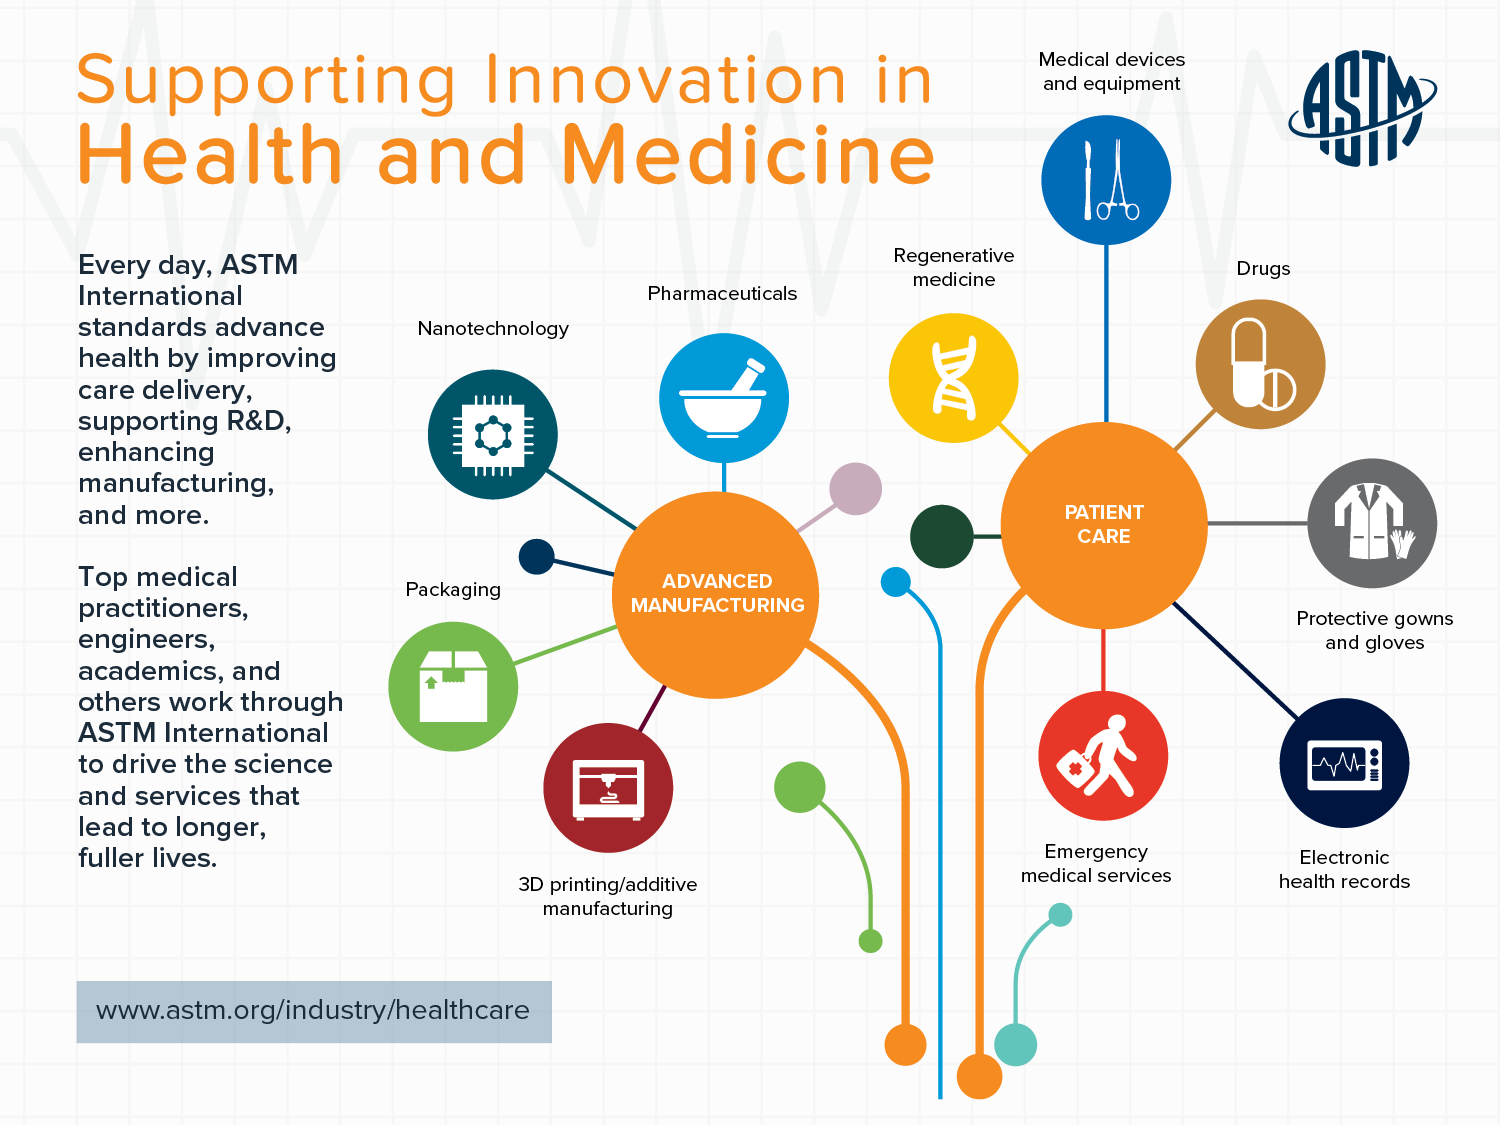 Supporting Innovation in
Health and Medicine
ASTM
Every day, ASTM
International
standards advance
health by improving
care delivery,
supporting R&D,
enhancing
manufacturing,
and more.
Top medical
practitioners,
engineers,
academics, and
others work through
ASTM International
to drive the science
and services that
lead to longer,
fuller lives.
www.astm.org/industry/healthcare
Nanotechnology
Pharmaceuticals
Packaging
ADVANCED
MANUFACTURING
3D printing/additive
manufacturing
Medical devices
and equipment
Regenerative
medicine
Drugs
PATIENT
CARE
Protective gowns
and gloves
Emergency
medical services
Electronic
health records